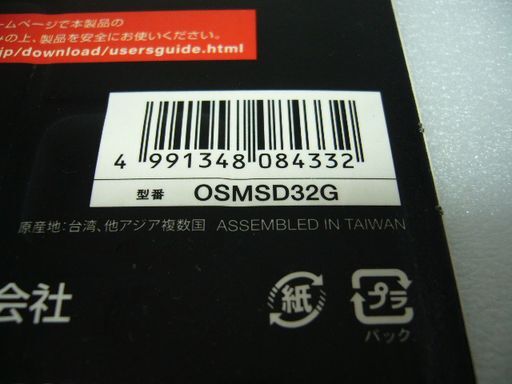 ームページで本製品の
みの上、製品を安全にお使いください。
jp/download/usersguide.html
4 991348 084332
型番 OSMSD32G
原産地:台湾、他アジア複数国 ASSEMBLED IN TAIWAN
会社
紙
プラ
パック